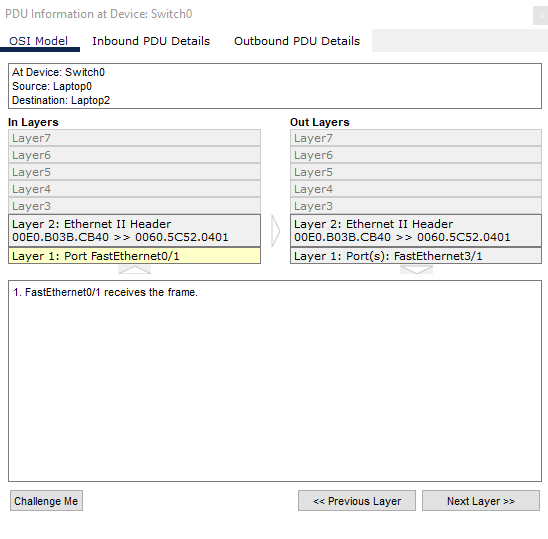 PDU Information at Device: Switch0
x
OSI Model Inbound PDU Details Outbound PDU Details
At Device: Switch0
Source: Laptop0
Destination: Laptop2
In Layers
Layer7
Layer6
Layer5
Layer4
Layer3
Layer 2: Ethernet II Header
00E0.B03B.CB40 >> 0060.5C52.0401
Layer 1: Port FastEthernet0/1
Out Layers
Layer7
Layer6
Layer5
Layer4
Layer3
Layer 2: Ethernet II Header
00E0.B03B.CB40 >> 0060.5C52.0401
Layer 1: Port(s): FastEthernet3/1
1. FastEthernet0/1 receives the frame.
Challenge Me
<< Previous Layer
Next Layer >>